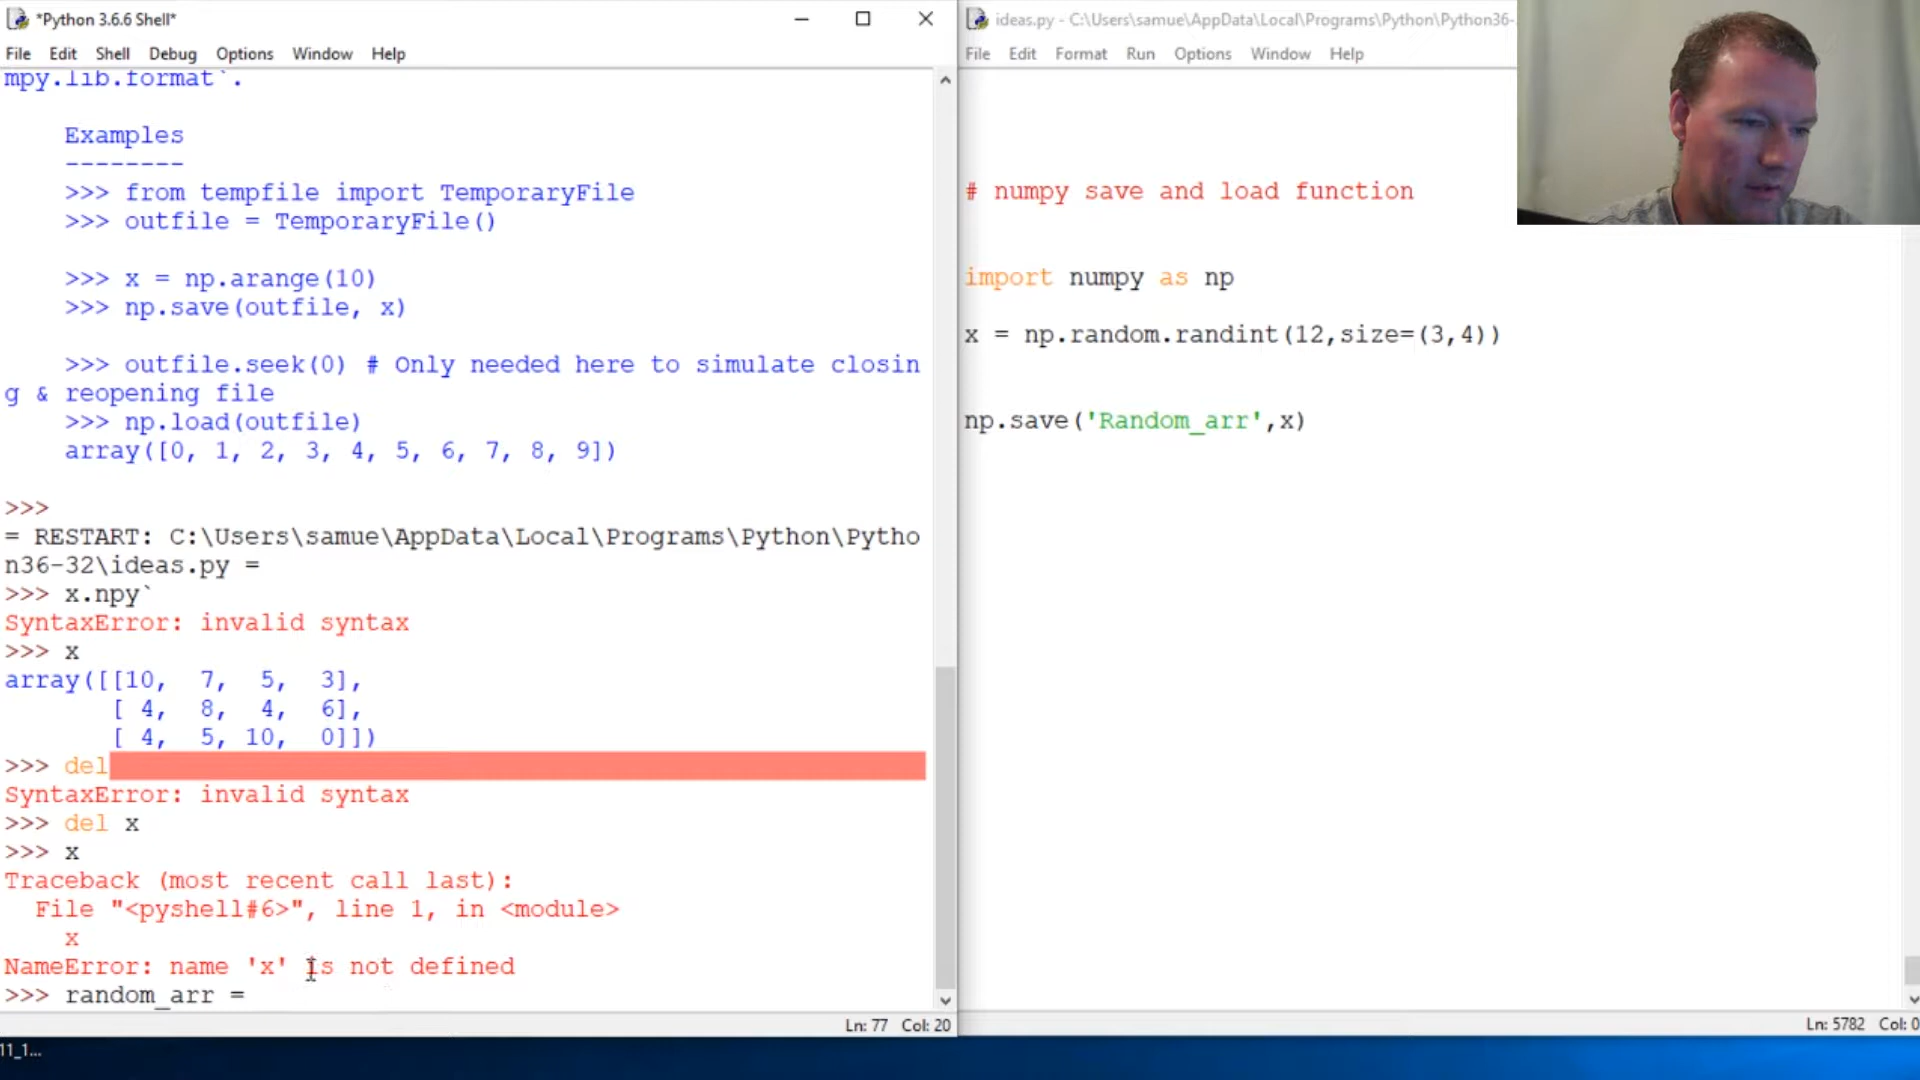 *Python 3.6.6 Shell*
File Edit Shell Debug Options Window Help
mpy.lib.format`.
Examples
--------
>>> from tempfile import TemporaryFile
>>> outfile = TemporaryFile()
>>> x = np.arange(10)
>>> np.save(outfile, x)
>>> outfile.seek(0) # Only needed here to simulate closin
g & reopening file
>>> np.load(outfile)
array([0, 1, 2, 3, 4, 5, 6, 7, 8, 9])
>>>
= RESTART: C:\Users\samue\AppData\Local\Programs\Python\Pytho
n36-32\ideas.py =
>>> x.npy`
SyntaxError: invalid syntax
>>> x
array([[10, 7, 5, 3],
[ 4, 8, 4, 6],
[ 4, 5, 10, 0]])
>>> del
SyntaxError: invalid syntax
>>> del x
>>> x
Traceback (most recent call last):
File "<pyshell#6>", line 1, in <module>
x
NameError: name 'x' is not defined
>>> random_arr =
Ln: 77 Col: 20
11_1...
ideas.py - C:\Users\samue\AppData\Local\Programs\Python\Python36-
File Edit Format Run Options Window Help
# numpy save and load function
import numpy as np
x = np.random.randint(12,size=(3,4))
np.save('Random_arr',x)
Ln: 5782 Col: 0